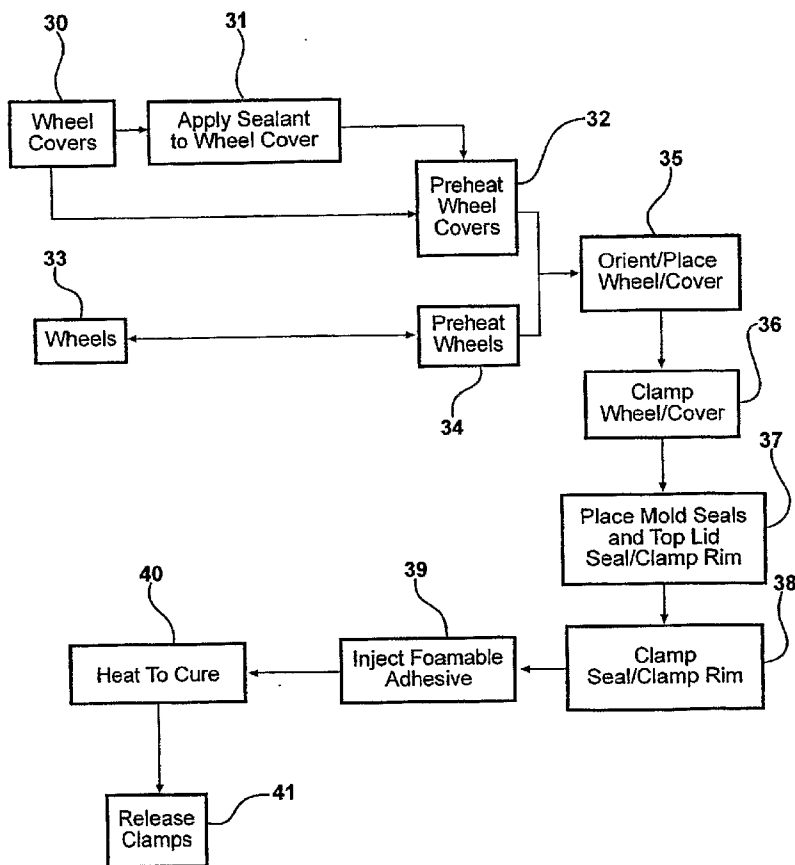 30
31
Wheel
Covers
Apply Sealant
to Wheel Cover
32
Preheat
Wheel
Covers
35
Orient/Place
Wheel/Cover
33
Wheels
Preheat
Wheels
34
36
Clamp
Wheel/Cover
37
Place Mold Seals
and Top Lid
Seal/Clamp Rim
38
Clamp
Seal/Clamp Rim
39
Inject Foamable
Adhesive
40
Heat To Cure
41
Release
Clamps